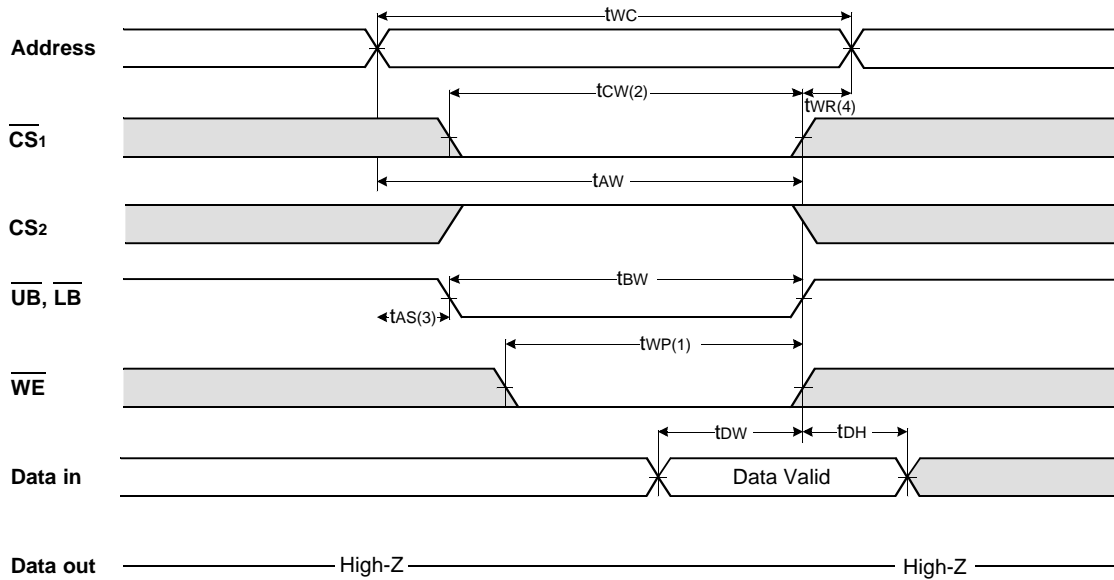 tWC
Address
tCW(2)
tWR(4)
CS1
tAW
CS2
UB, LB
tBW
tAS(3)
tWP(1)
WE
tDW
tDH
Data in
Data Valid
Data out
High-Z
High-Z